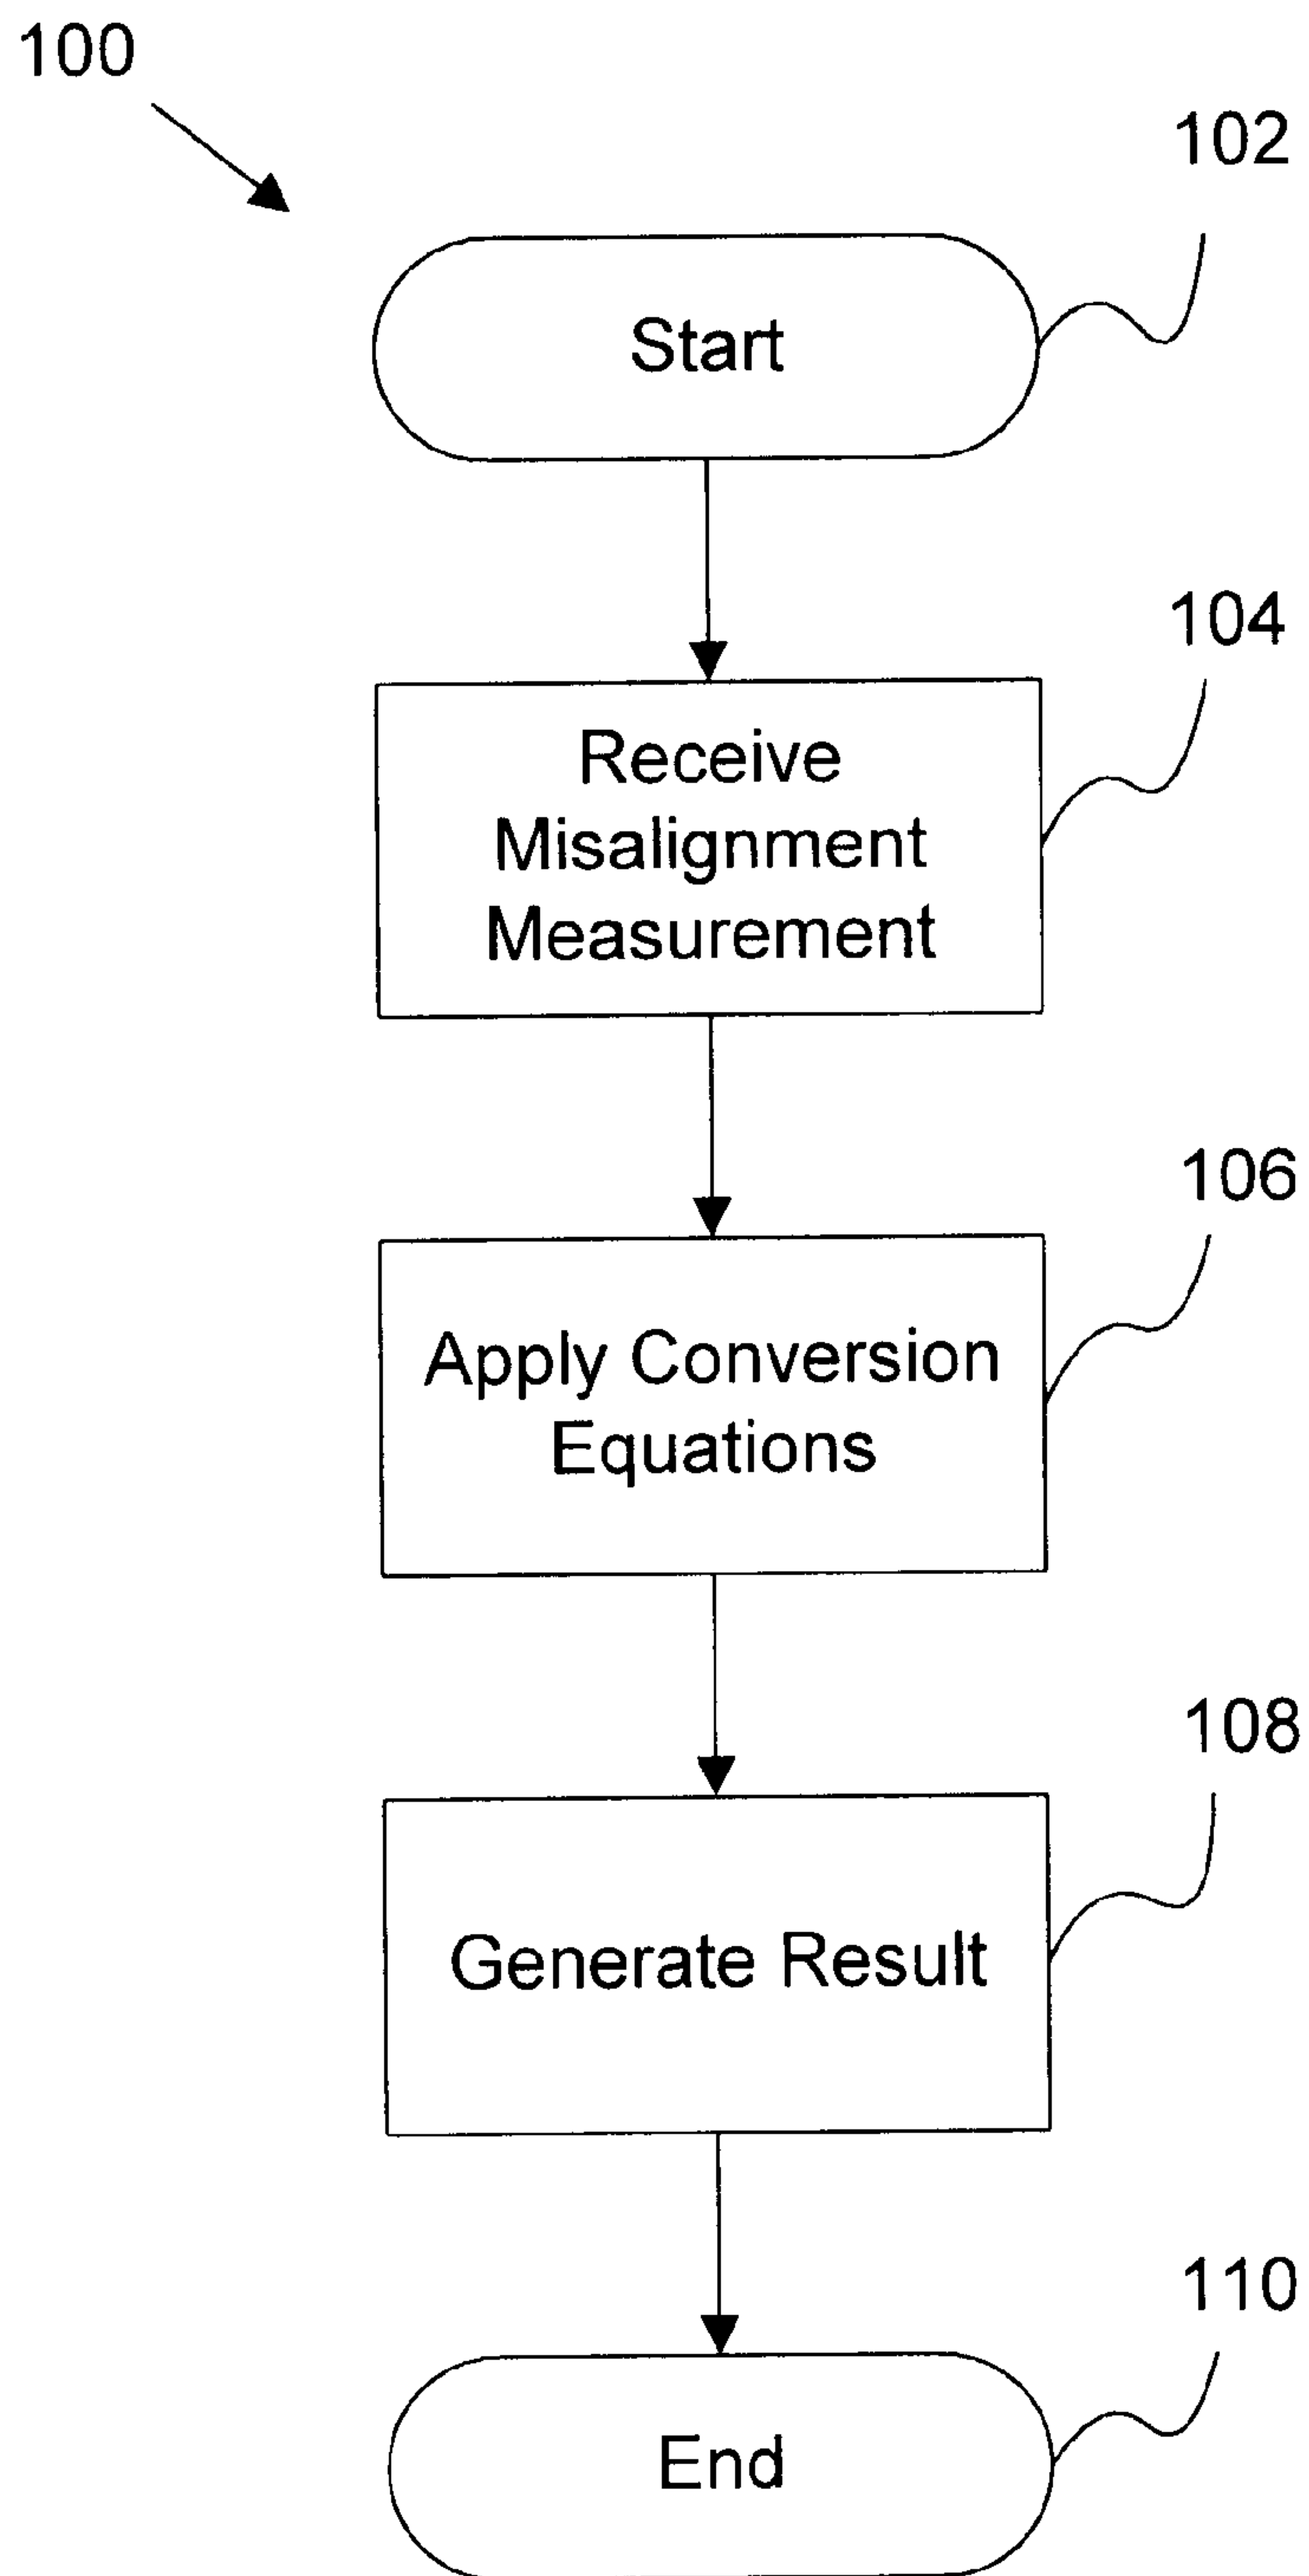 100
102
Start
104
Receive
Misalignment
Measurement
106
Apply Conversion
Equations
108
Generate Result
110
End